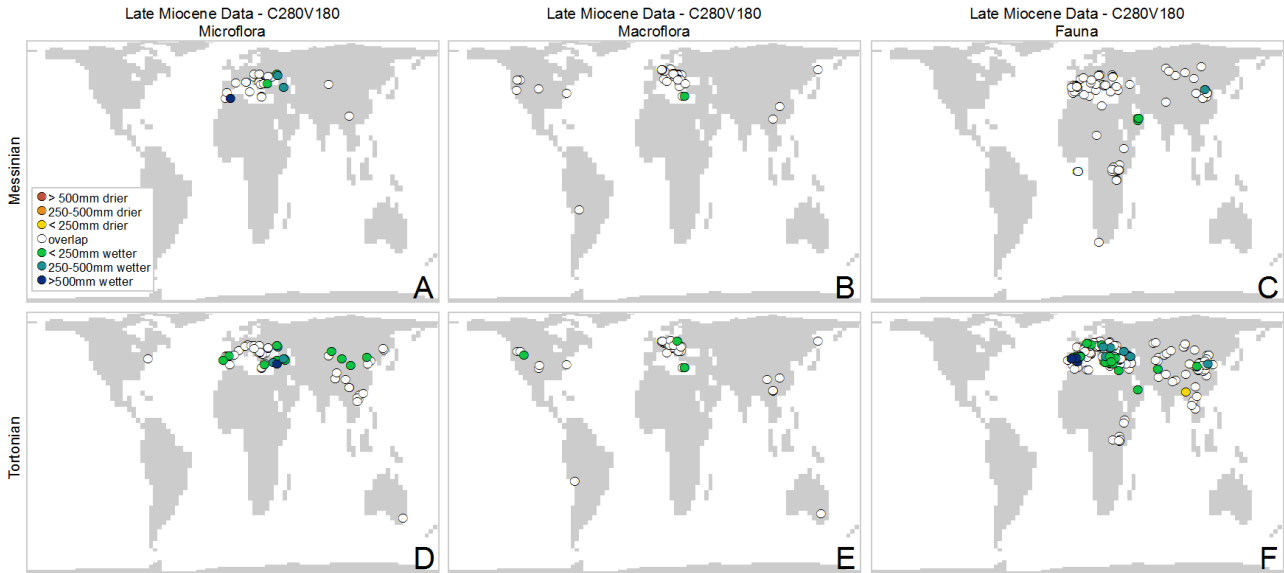 Late Miocene Data - C280V180
Microflora
Late Miocene Data - C280V180
Macroflora
Late Miocene Data - C280V180
Fauna
Messinian
> 500mm drier
250-500mm drier
< 250mm drier
overlap
< 250mm wetter
250-500mm wetter
>500mm wetter
A
B
C
Tortonian
D
E
F